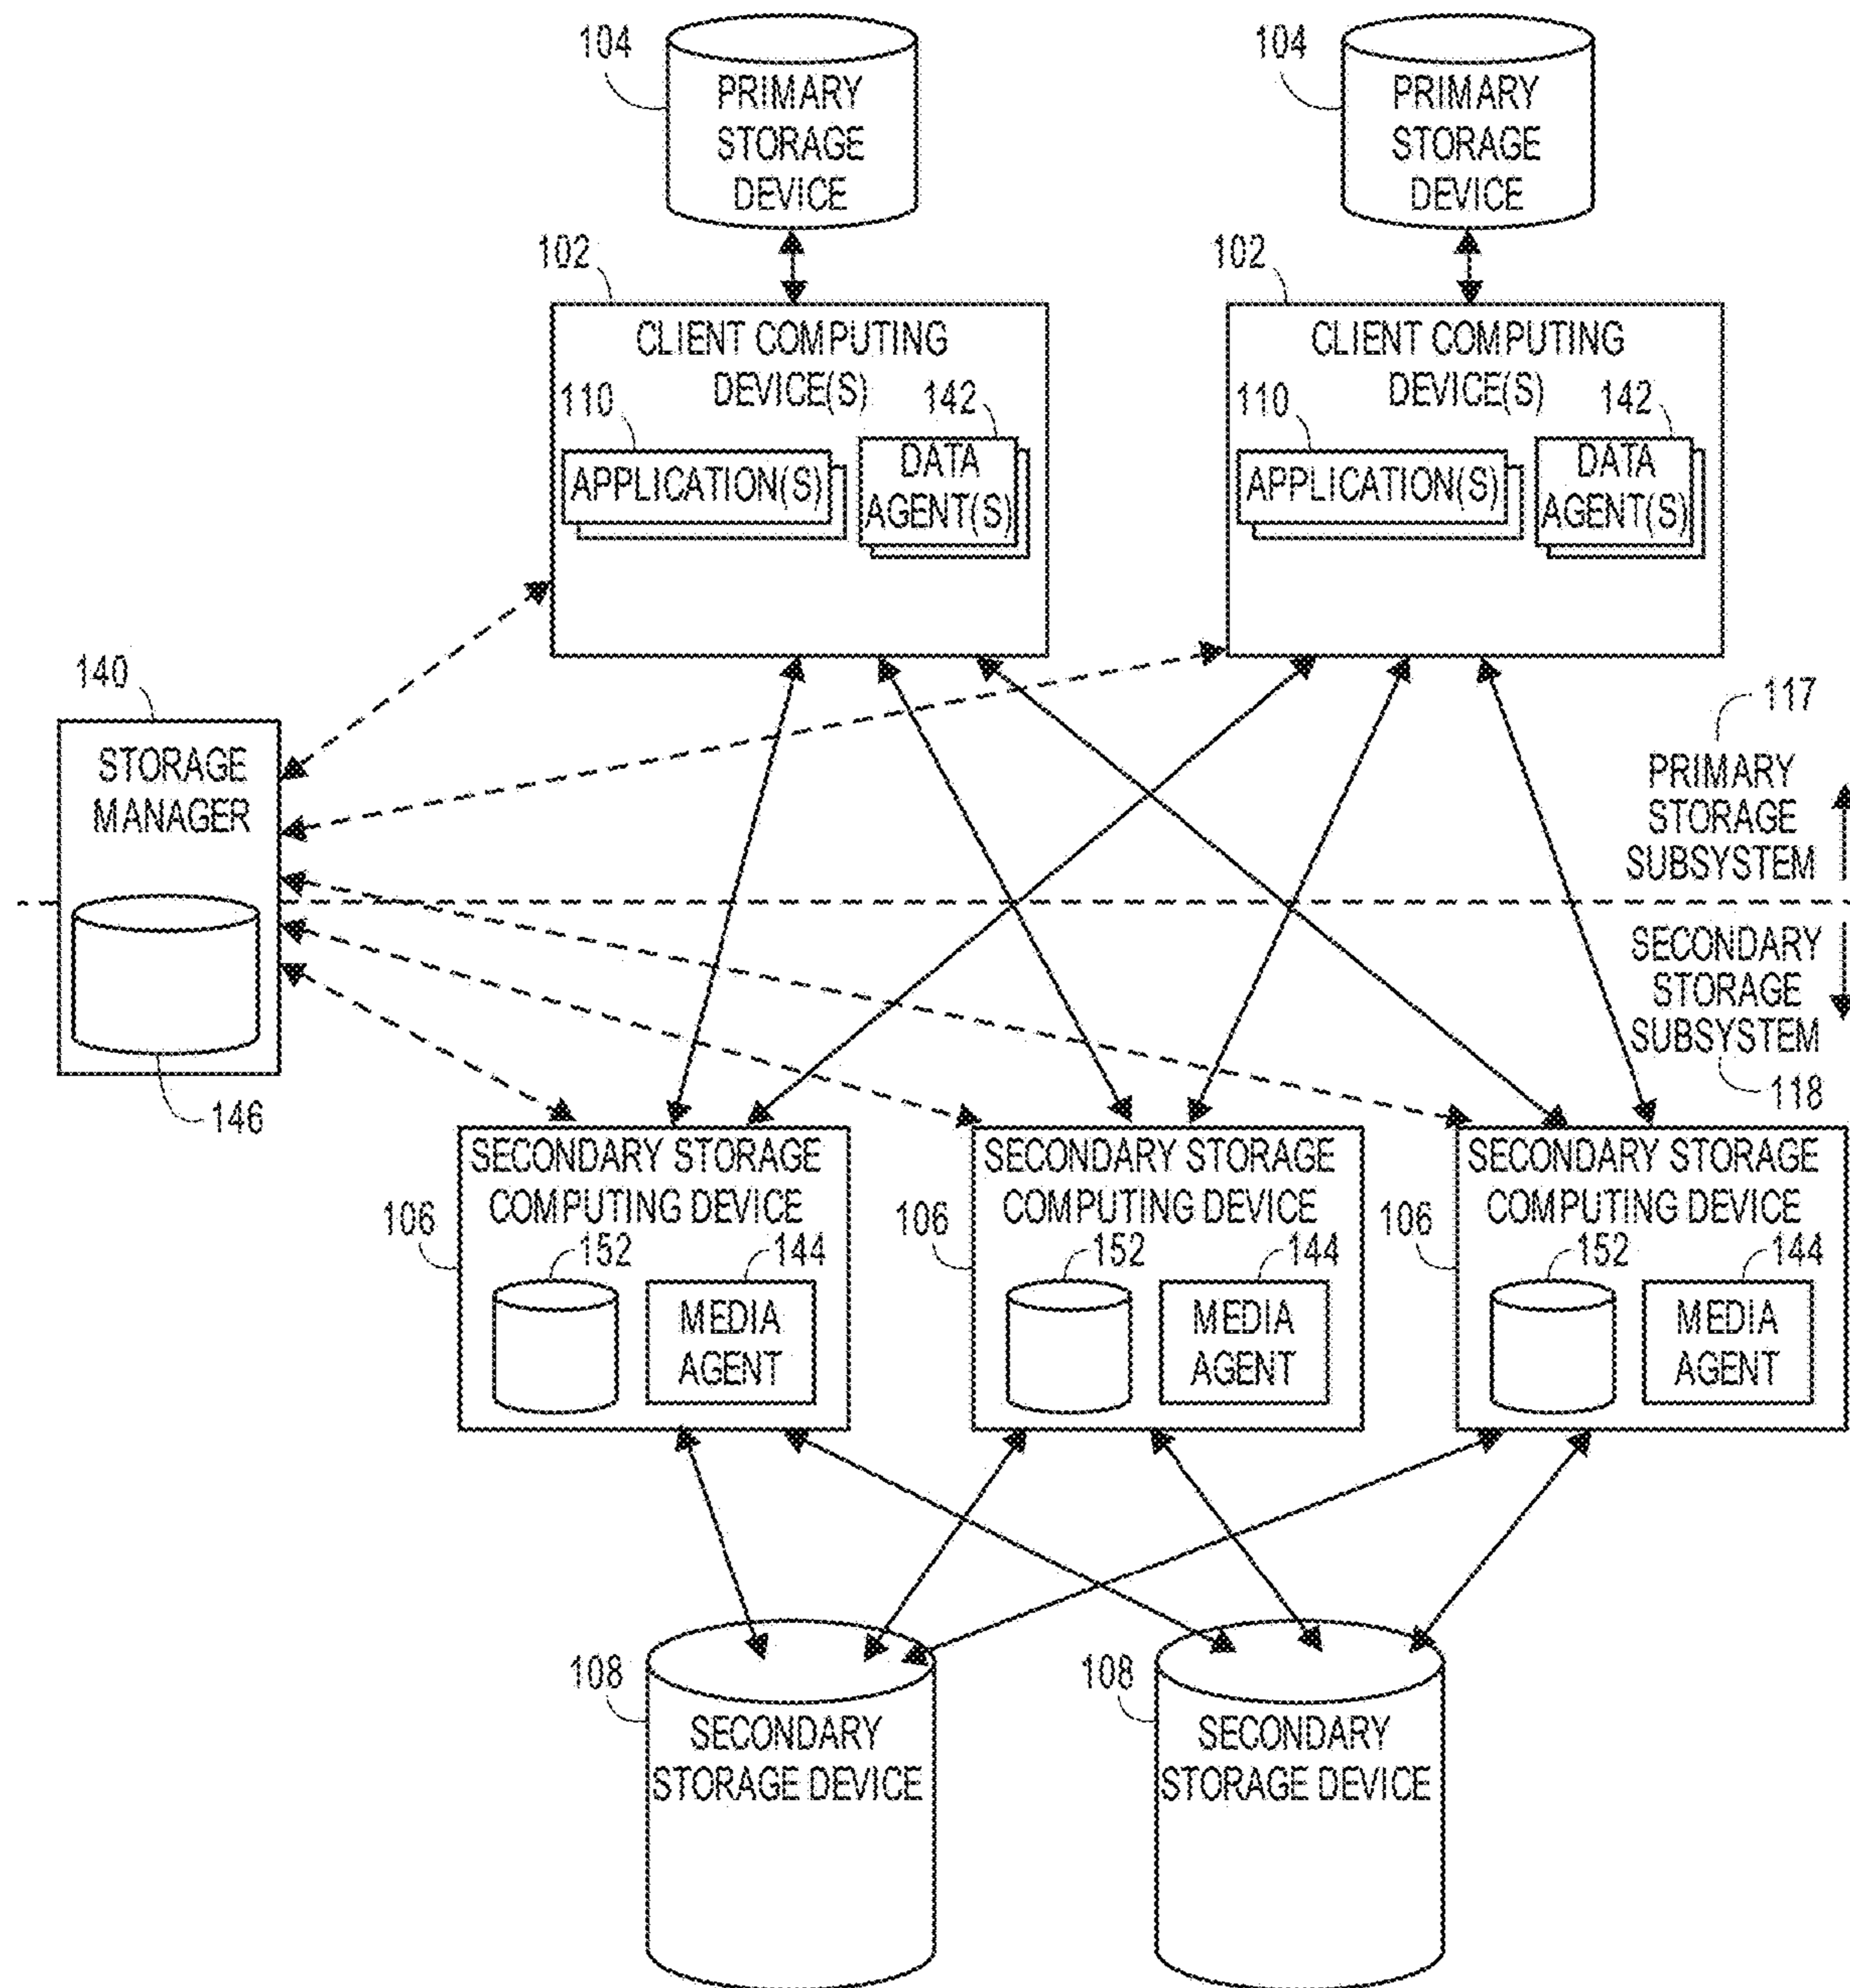 104
PRIMARY
STORAGE
DEVICE
104
PRIMARY
STORAGE
DEVICE
102
CLIENT COMPUTING
DEVICE(S)
110
142
APPLICATION(S)
DATA
AGENT(S)
102
CLIENT COMPUTING
DEVICE(S)
110
142
APPLICATION(S)
DATA
AGENT(S)
140
STORAGE
MANAGER
146
117
PRIMARY
STORAGE
SUBSYSTEM
SECONDARY
STORAGE
SUBSYSTEM
118
106
SECONDARY STORAGE
COMPUTING DEVICE
152
144
MEDIA
AGENT
106
SECONDARY STORAGE
COMPUTING DEVICE
152
144
MEDIA
AGENT
106
SECONDARY STORAGE
COMPUTING DEVICE
152
144
MEDIA
AGENT
108
SECONDARY
STORAGE DEVICE
108
SECONDARY
STORAGE DEVICE